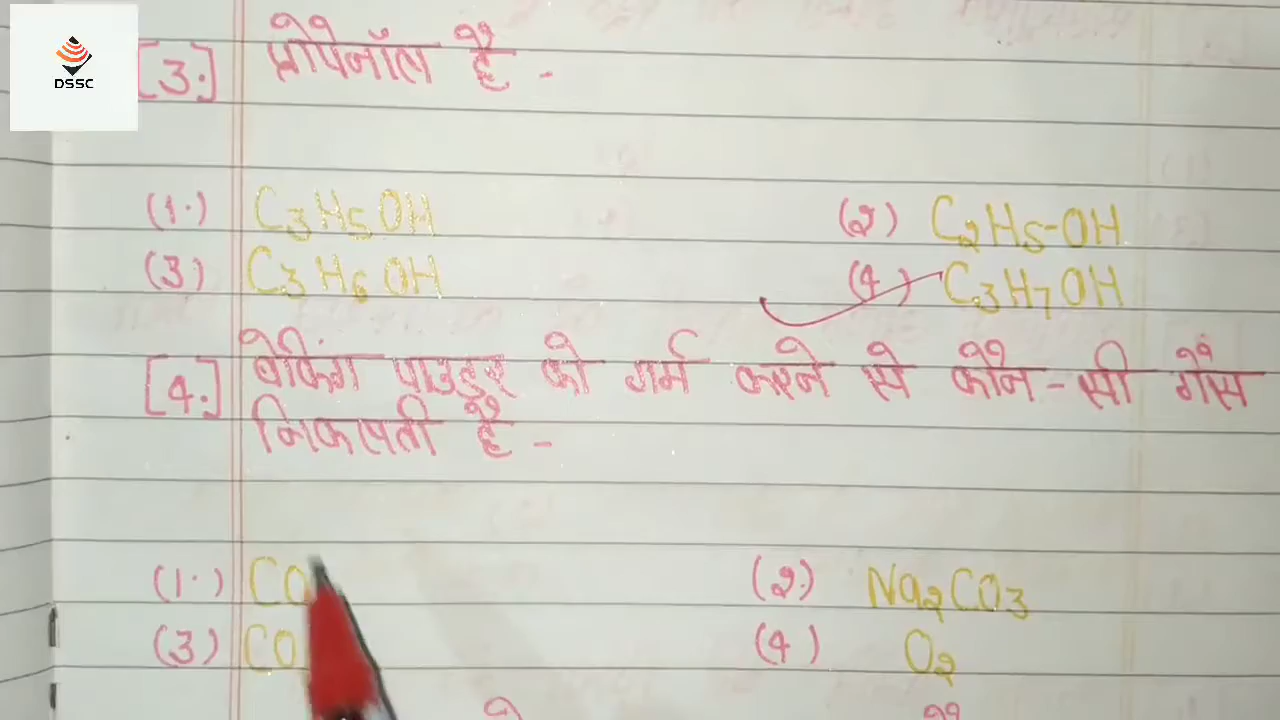 DSSC
[3.] प्रोपेनॉल है -
(1.) C3H5OH (2) C2H5-OH
(3) C3H6OH (4) C3H7OH
[4.] बेकिंग पाउडर को गर्म करने से कौन-सी गैस
निकलती है -
(1.) CO (2.) Na2CO3
(3) CO (4) O2